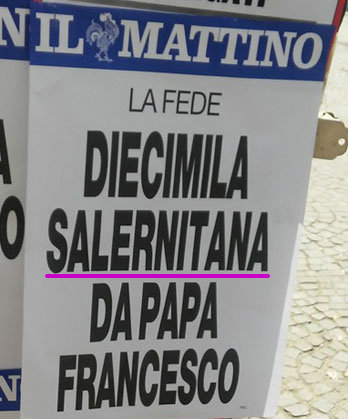 IL MATTINO
LA FEDE
DIECIMILA
SALERNITANA
DA PAPA
FRANCESCO